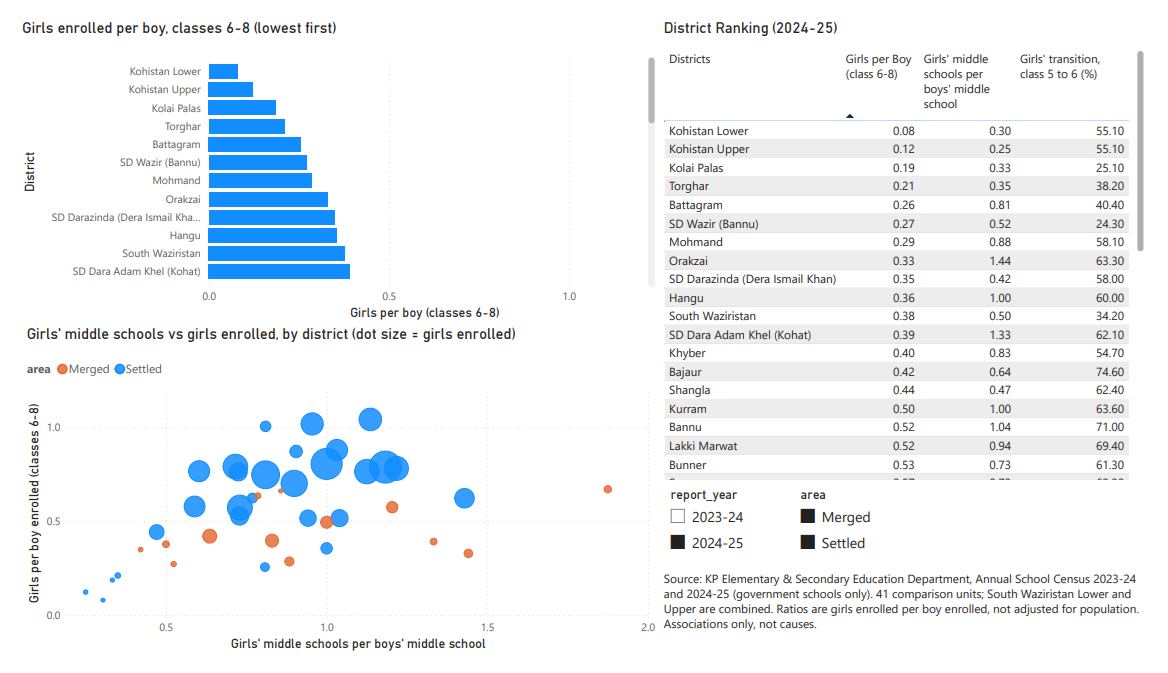 Girls enrolled per boy, classes 6-8 (lowest first)
District
Kohistan Lower
Kohistan Upper
Kolai Palas
Torghar
Battagram
SD Wazir (Bannu)
Mohmand
Orakzai
SD Darazinda (Dera Ismail Kha...
Hangu
South Waziristan
SD Dara Adam Khel (Kohat)
0.0 0.5 1.0
Girls per boy (classes 6-8)
Girls' middle schools vs girls enrolled, by district (dot size = girls enrolled)
area Merged Settled
Girls per boy enrolled (classes 6-8)
1.0
0.5
0.0
0.5 1.0 1.5 2.0
Girls' middle schools per boys' middle school
District Ranking (2024-25)
Districts Girls per Boy (class 6-8) Girls' middle schools per boys' middle school Girls' transition, class 5 to 6 (%)
Kohistan Lower 0.08 0.30 55.10
Kohistan Upper 0.12 0.25 55.10
Kolai Palas 0.19 0.33 25.10
Torghar 0.21 0.35 38.20
Battagram 0.26 0.81 40.40
SD Wazir (Bannu) 0.27 0.52 24.30
Mohmand 0.29 0.88 58.10
Orakzai 0.33 1.44 63.30
SD Darazinda (Dera Ismail Khan) 0.35 0.42 58.00
Hangu 0.36 1.00 60.00
South Waziristan 0.38 0.50 34.20
SD Dara Adam Khel (Kohat) 0.39 1.33 62.10
Khyber 0.40 0.83 54.70
Bajaur 0.42 0.64 74.60
Shangla 0.44 0.47 62.40
Kurram 0.50 1.00 63.60
Bannu 0.52 1.04 71.00
Lakki Marwat 0.52 0.94 69.40
Bunner 0.53 0.73 61.30
report_year
2023-24
2024-25
area
Merged
Settled
Source: KP Elementary & Secondary Education Department, Annual School Census 2023-24
and 2024-25 (government schools only). 41 comparison units; South Waziristan Lower and
Upper are combined. Ratios are girls enrolled per boy enrolled, not adjusted for population.
Associations only, not causes.